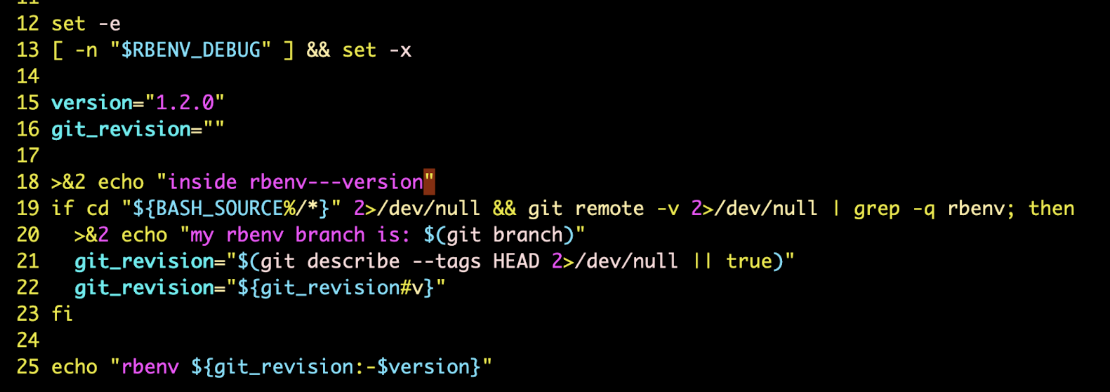 12 set -e
13 [ -n "$RBENV_DEBUG" ] && set -x
14
15 version="1.2.0"
16 git_revision=""
17
18 >&2 echo "inside rbenv---version"
19 if cd "${BASH_SOURCE%/*}" 2>/dev/null && git remote -v 2>/dev/null | grep -q rbenv; then
20   >&2 echo "my rbenv branch is: $(git branch)"
21   git_revision="$(git describe --tags HEAD 2>/dev/null || true)"
22   git_revision="${git_revision#v}"
23 fi
24
25 echo "rbenv ${git_revision:-$version}"